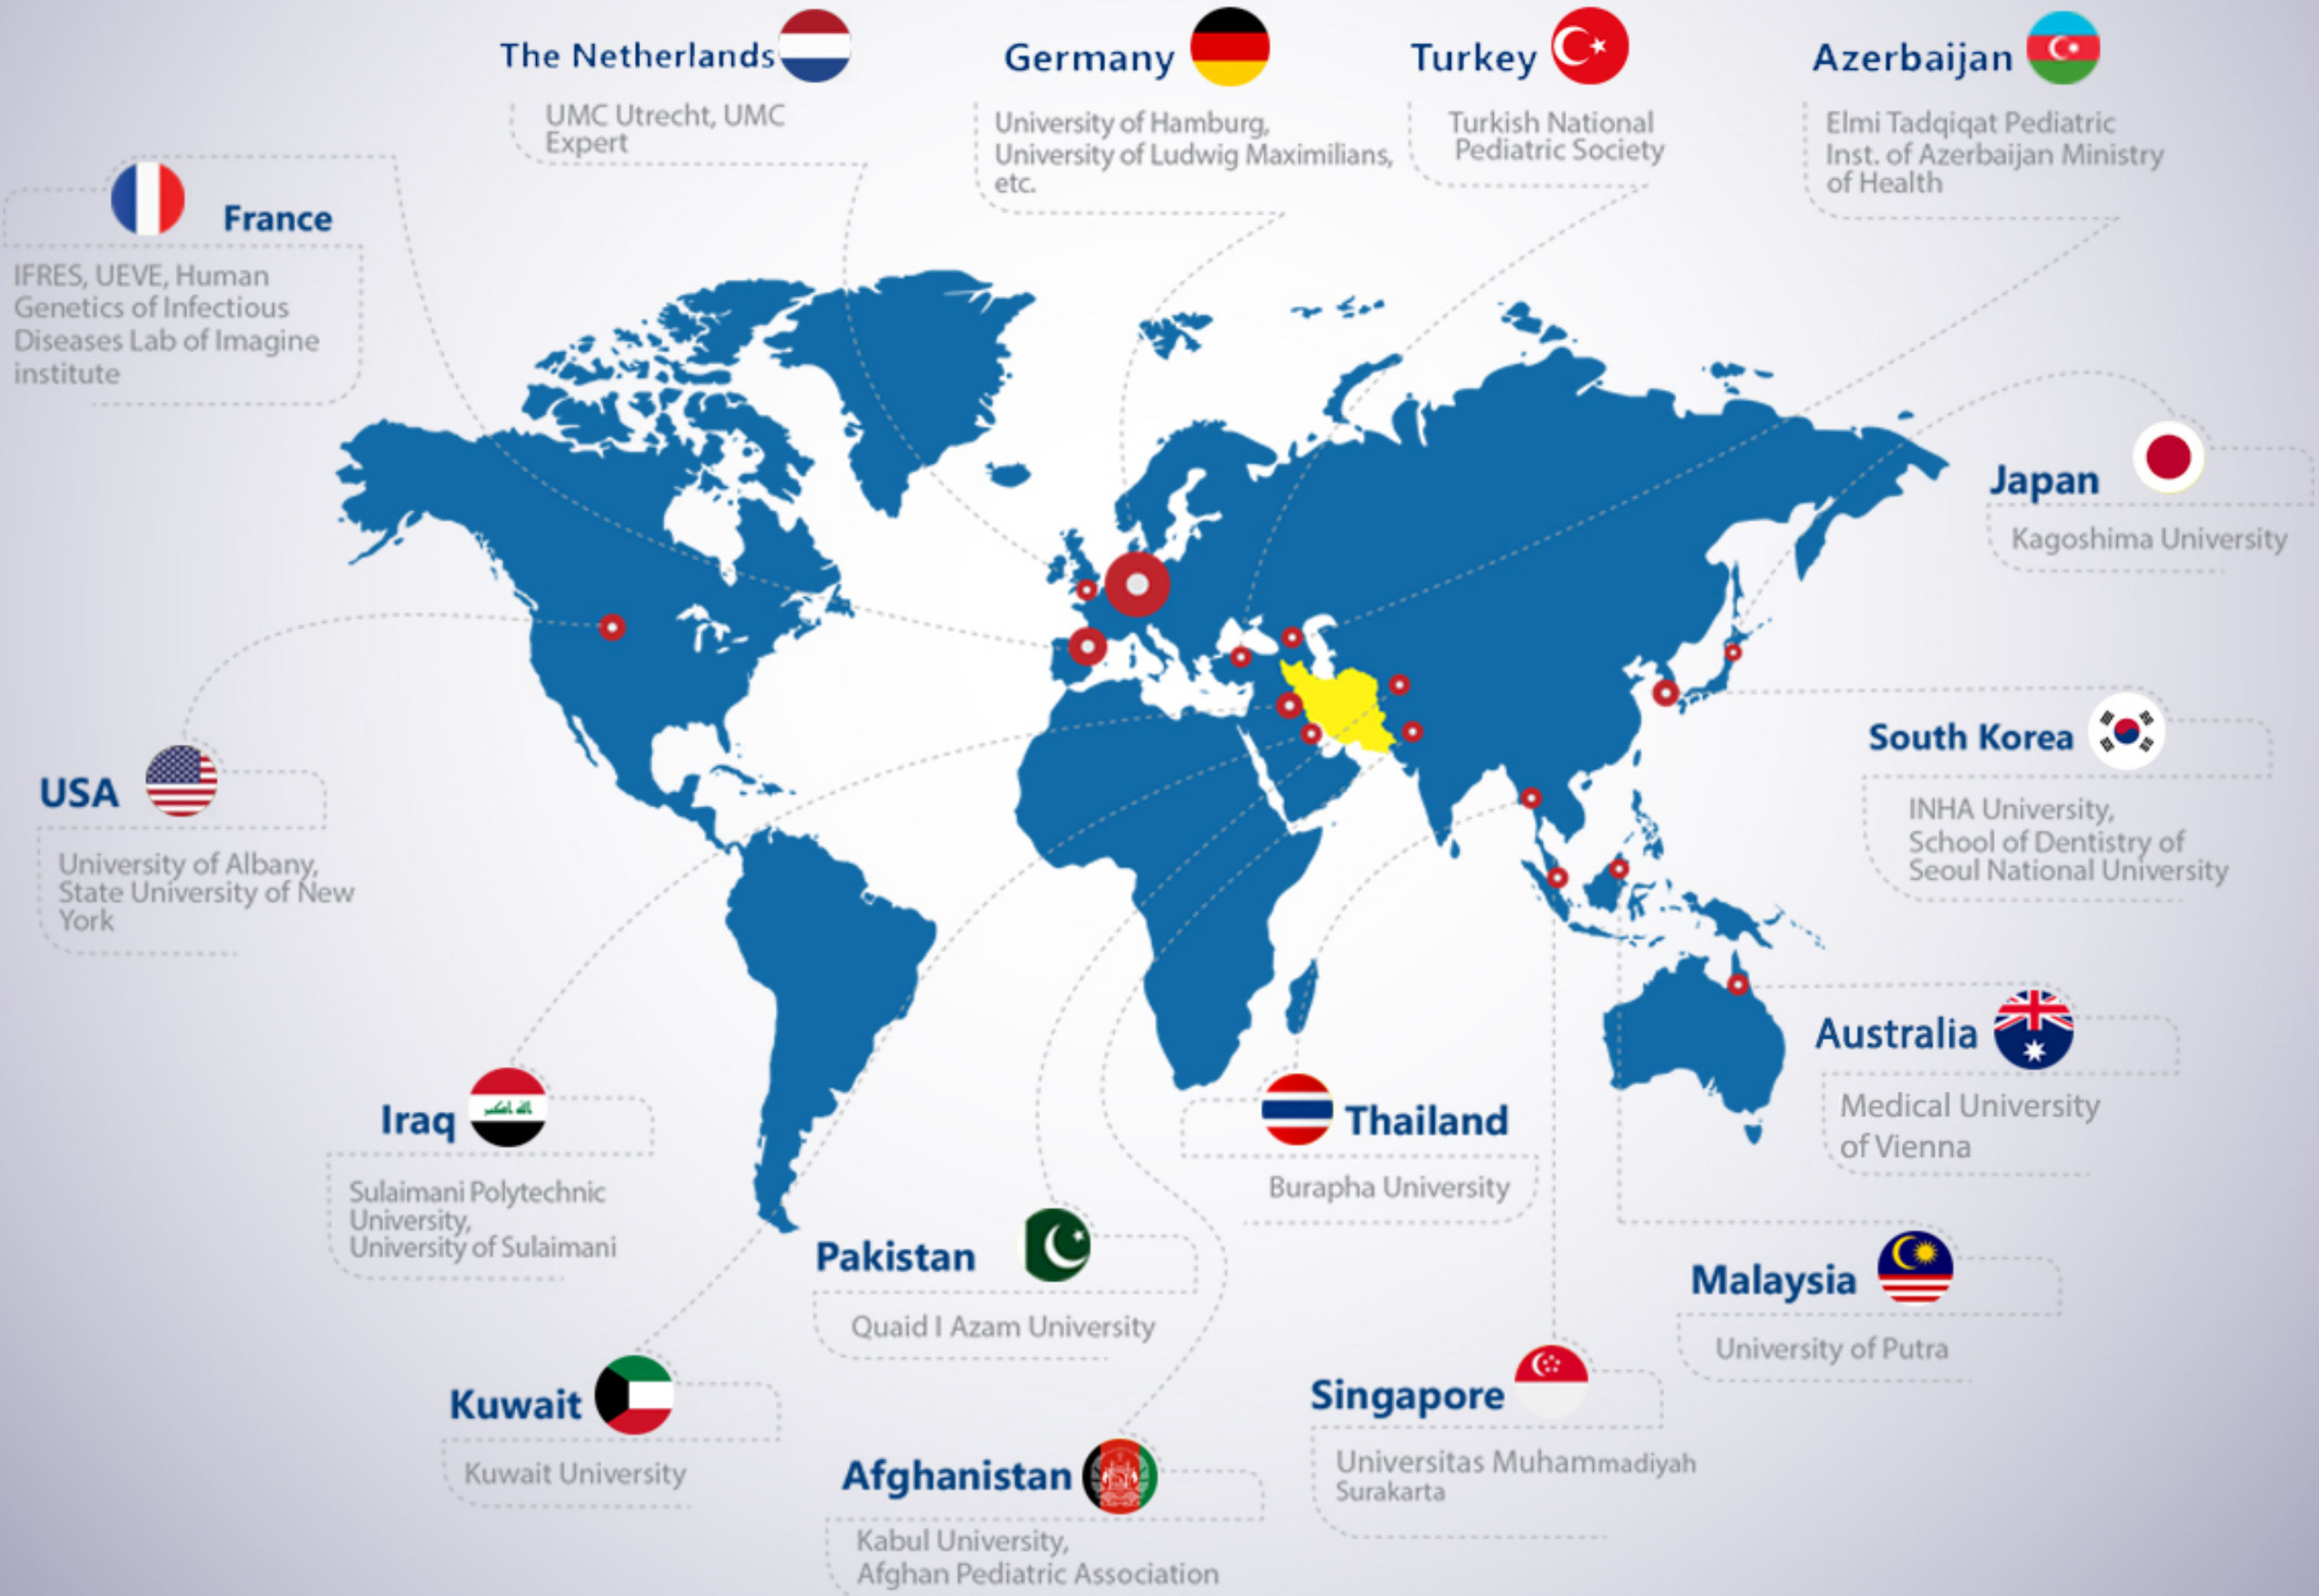 The Netherlands
UMC Utrecht, UMC
Expert
Germany
University of Hamburg,
University of Ludwig Maximilians,
etc.
Turkey
Turkish National
Pediatric Society
Azerbaijan
Elmi Tadqiqat Pediatric
Inst. of Azerbaijan Ministry
of Health
France
IFRES, UEVE, Human
Genetics of Infectious
Diseases Lab of Imagine
institute
Japan
Kagoshima University
South Korea
INHA University,
School of Dentistry of
Seoul National University
USA
University of Albany,
State University of New
York
Australia
Medical University
of Vienna
Iraq
Sulaimani Polytechnic
University,
University of Sulaimani
Thailand
Burapha University
Pakistan
Quaid I Azam University
Malaysia
University of Putra
Kuwait
Kuwait University
Singapore
Universitas Muhammadiyah
Surakarta
Afghanistan
Kabul University,
Afghan Pediatric Association